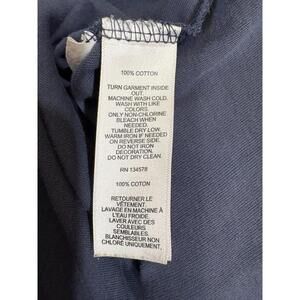 100% COTTON
TURN GARMENT INSIDE
OUT.
MACHINE WASH COLD.
WASH WITH LIKE
COLORS.
ONLY NON-CHLORINE
BLEACH WHEN
NEEDED.
TUMBLE DRY LOW.
WARM IRON IF NEEDED
ON REVERSE SIDE.
DO NOT IRON
DECORATION.
DO NOT DRY CLEAN.
RN 134578
100% COTTON
RETOURNER LE
VÊTEMENT.
LAVAGE EN MACHINE À
L'EAU FROIDE.
LAVER AVEC DES
COULEURS
SEMBLABLES.
BLANCHISSEUR NON
CHLORÉ UNIQUEMENT.